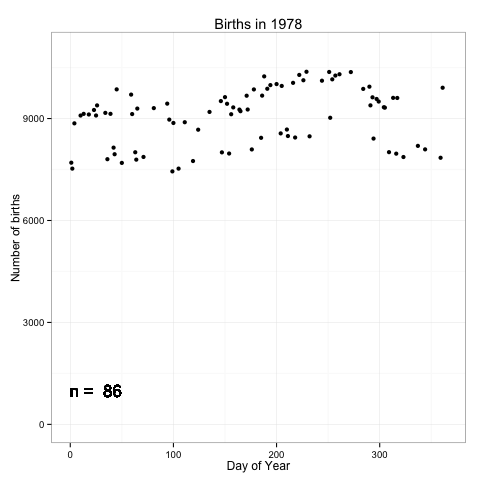 Births in 1978
Number of births
9000
6000
3000
0
n = 86
0 100 200 300
Day of Year